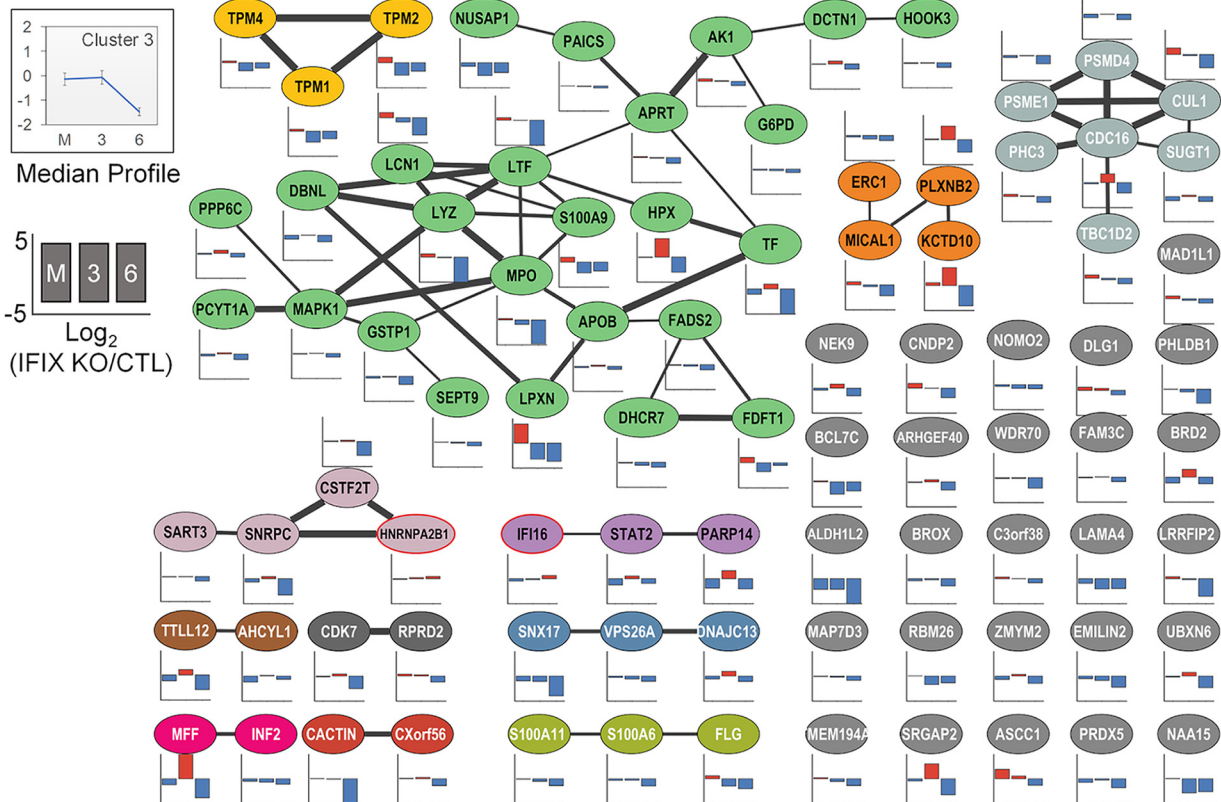 2
1
0
-1
-2
Cluster 3
M 3 6
Median Profile
5
-5
M 3 6
Log2
(IFIX KO/CTL)
TPM4 TPM2
TPM1
NUSAP1
PAICS
AK1
DCTN1 HOOK3
APRT
G6PD
LCN1 LTF
DBNL
LYZ S100A9 HPX
TF
PPP6C
MPO
PCYT1A MAPK1
GSTP1
APOB FADS2
SEPT9 LPXN
DHCR7 FDFT1
ERC1 PLXNB2
MICAL1 KCTD10
PSMD4
PSME1 CUL1
CDC16
PHC3 SUGT1
TBC1D2
MAD1L1
NEK9 CNDP2 NOMO2 DLG1 PHLDB1
BCL7C ARHGEF40 WDR70 FAM3C BRD2
CSTF2T
SART3 SNRPC HNRNPA2B1
IFI16 STAT2 PARP14
ALDH1L2 BROX C3orf38 LAMA4 LRRFIP2
TTLL12 AHCYL1 CDK7 RPRD2
SNX17 VPS26A DNAJC13
MAP7D3 RBM26 ZMYM2 EMILIN2 UBXN6
MFF INF2 CACTIN CXorf56
S100A11 S100A6 FLG
TMEM194A SRGAP2 ASCC1 PRDX5 NAA15